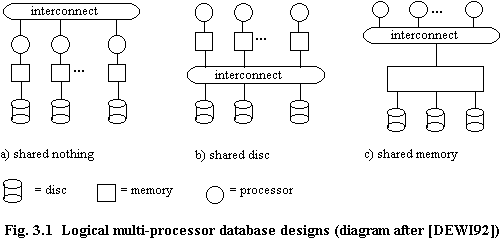 interconnect
...
a) shared nothing
...
interconnect
b) shared disc
...
interconnect
c) shared memory
...
= disc
= memory
= processor
Fig. 3.1 Logical multi-processor database designs (diagram after [DEWI92])